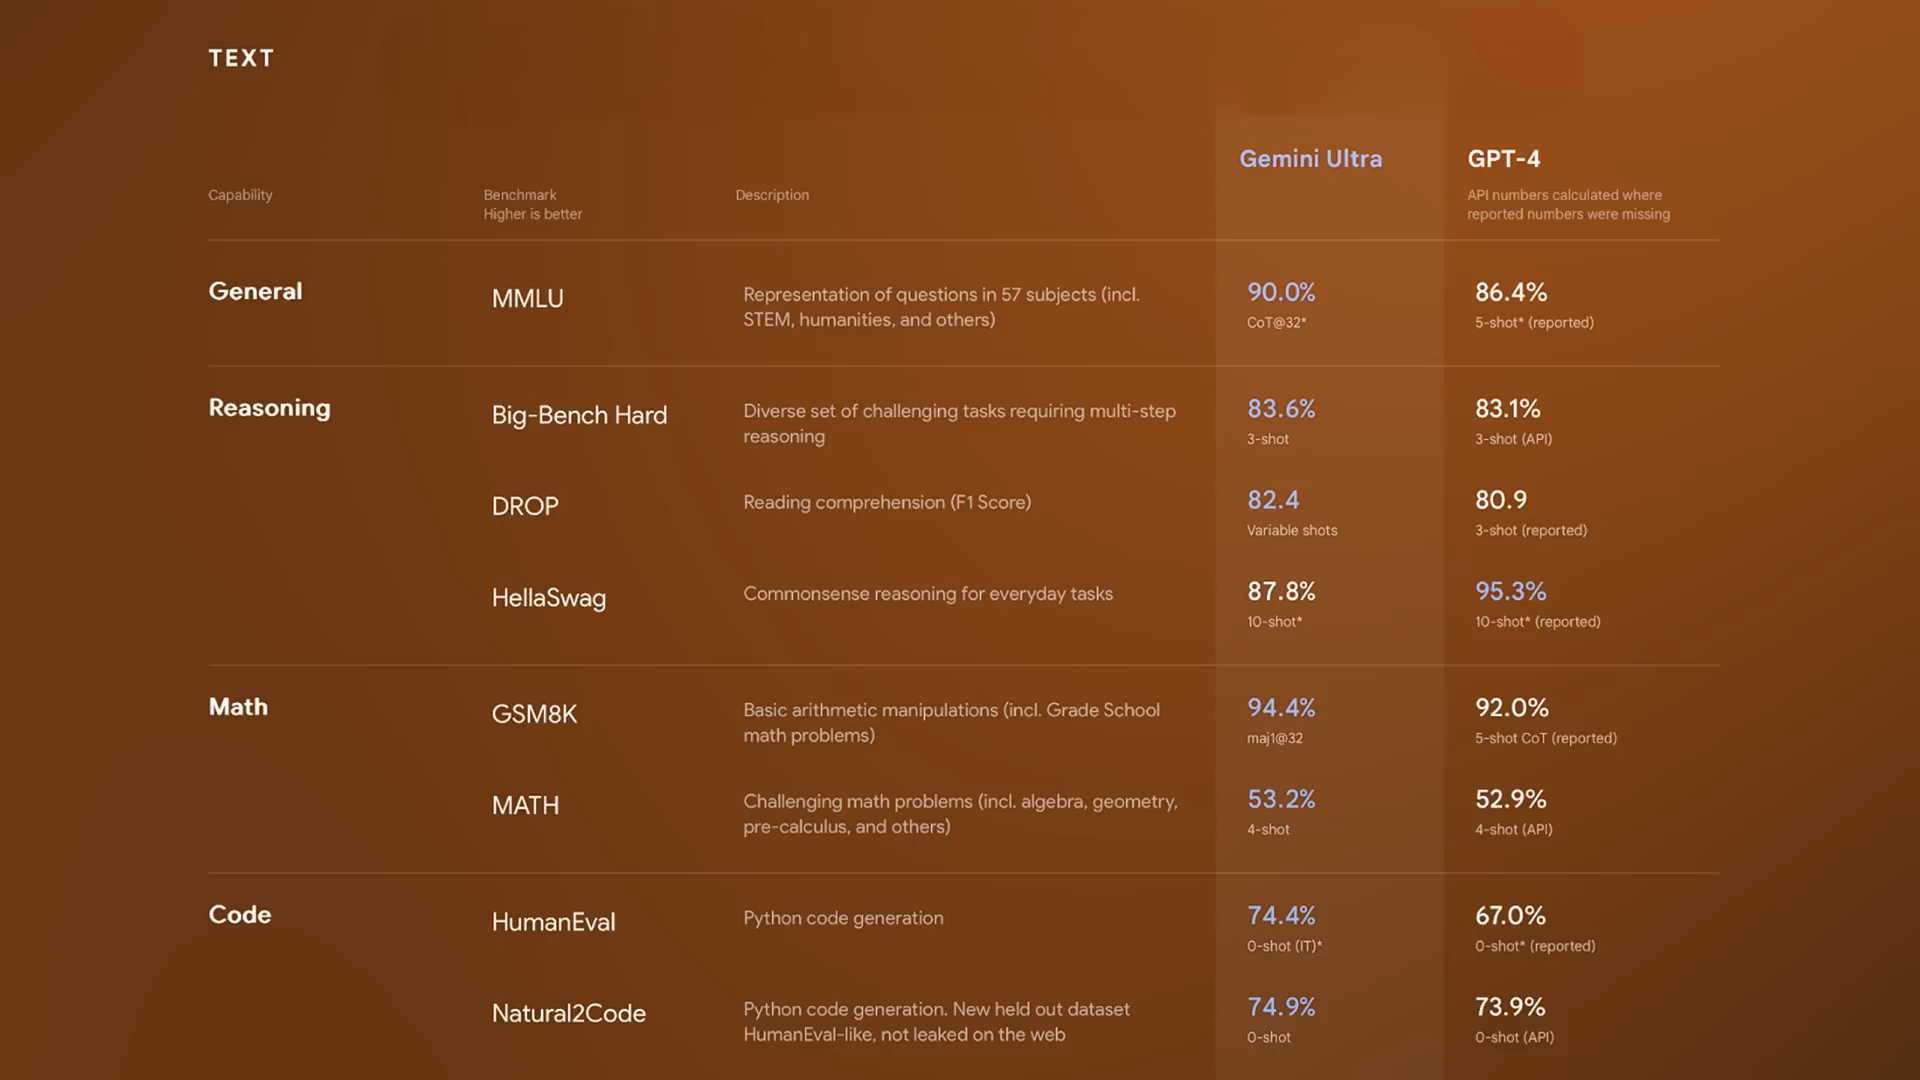 TEXT
Gemini Ultra
GPT-4
Capability
Benchmark
Higher is better
Description
API numbers calculated where
reported numbers were missing
General
MMLU
Representation of questions in 57 subjects (incl.
STEM, humanities, and others)
90.0%
CoT@32*
86.4%
5-shot* (reported)
Reasoning
Big-Bench Hard
Diverse set of challenging tasks requiring multi-step
reasoning
83.6%
3-shot
83.1%
3-shot (API)
DROP
Reading comprehension (F1 Score)
82.4
Variable shots
80.9
3-shot (reported)
HellaSwag
Commonsense reasoning for everyday tasks
87.8%
10-shot*
95.3%
10-shot* (reported)
Math
GSM8K
Basic arithmetic manipulations (incl. Grade School
math problems)
94.4%
maj1@32
92.0%
5-shot CoT (reported)
MATH
Challenging math problems (incl. algebra, geometry,
pre-calculus, and others)
53.2%
4-shot
52.9%
4-shot (API)
Code
HumanEval
Python code generation
74.4%
0-shot (IT)*
67.0%
0-shot* (reported)
Natural2Code
Python code generation. New held out dataset
HumanEval-like, not leaked on the web
74.9%
0-shot
73.9%
0-shot (API)